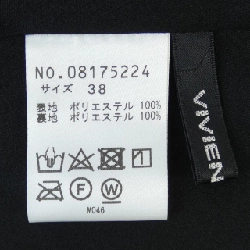 NO.08175224
サイズ 38
表地 ポリエステル 100%
裏地 ポリエステル 100%
P
W
NC46
VIVIEN